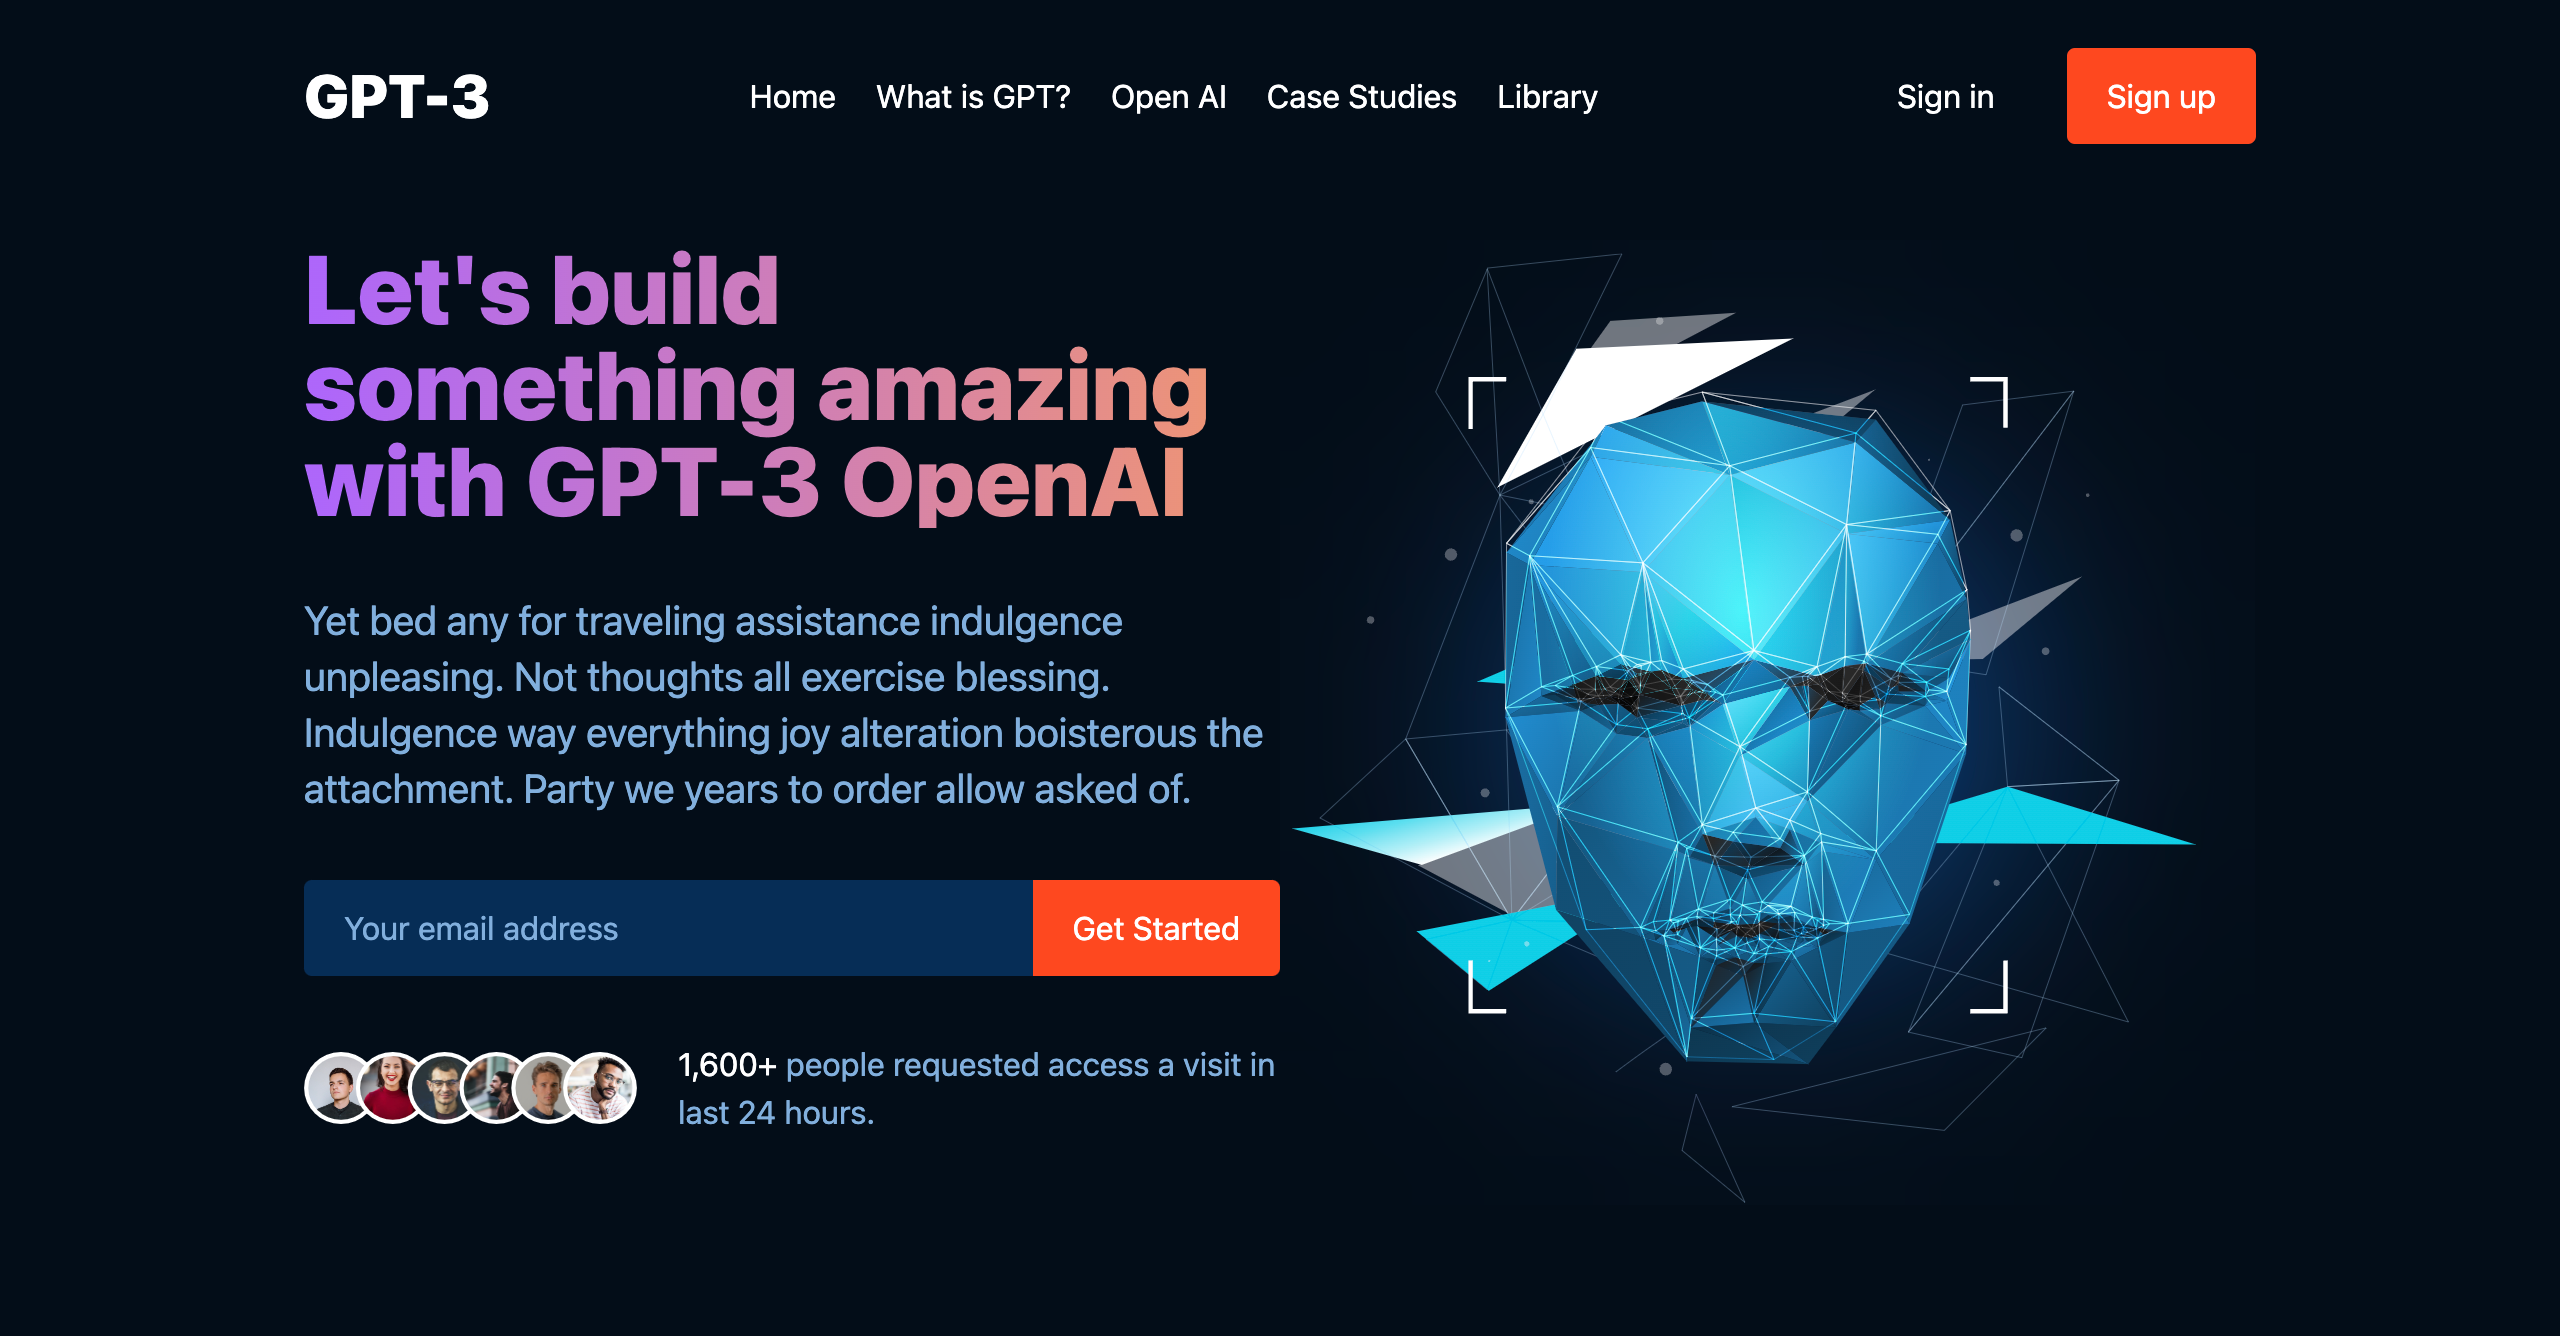 GPT-3
Home
What is GPT?
Open AI
Case Studies
Library
Sign in
Sign up
Let's build
something amazing
with GPT-3 OpenAI
Yet bed any for traveling assistance indulgence
unpleasing. Not thoughts all exercise blessing.
Indulgence way everything joy alteration boisterous the
attachment. Party we years to order allow asked of.
Your email address
Get Started
1,600+ people requested access a visit in
last 24 hours.